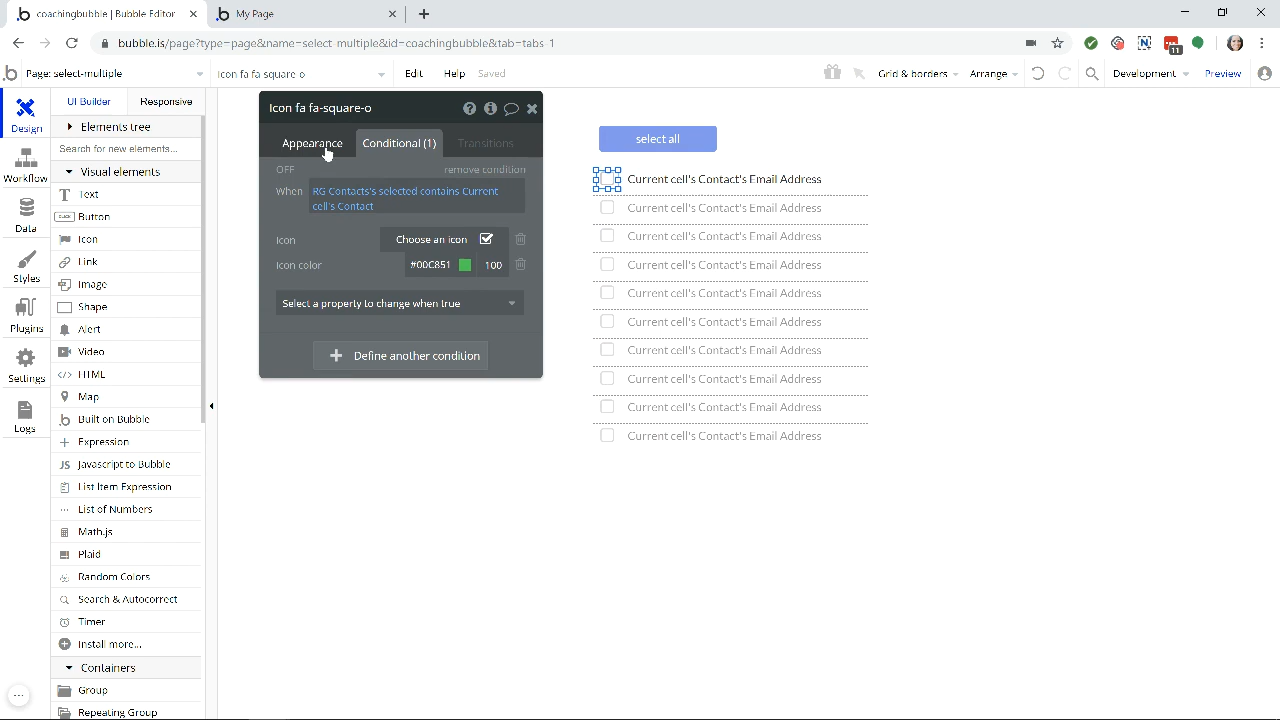 coachingbubble | Bubble Editor
My Page
bubble.is/page?type=page&name=select-multiple&id=coachingbubble&tab=tabs-1
11
Page: select-multiple
Icon fa fa-square-o
Edit
Help
Saved
Grid & borders
Arrange
Development
Preview
Design
Workflow
Data
Styles
Plugins
Settings
Logs
UI Builder
Responsive
Elements tree
Search for new elements...
Visual elements
Text
CLICK
Button
Icon
Link
Image
Shape
Alert
Video
HTML
Map
Built on Bubble
Expression
JS Javascript to Bubble
List Item Expression
List of Numbers
Math.js
Plaid
Random Colors
Search & Autocorrect
Timer
Install more...
Containers
Group
Repeating Group
Icon fa fa-square-o
Appearance
Conditional (1)
Transitions
OFF
remove condition
When
RG Contacts's selected contains Current
cell's Contact
Icon
Choose an icon
Icon color
#00C851
100
Select a property to change when true
Define another condition
select all
Current cell's Contact's Email Address
Current cell's Contact's Email Address
Current cell's Contact's Email Address
Current cell's Contact's Email Address
Current cell's Contact's Email Address
Current cell's Contact's Email Address
Current cell's Contact's Email Address
Current cell's Contact's Email Address
Current cell's Contact's Email Address
Current cell's Contact's Email Address